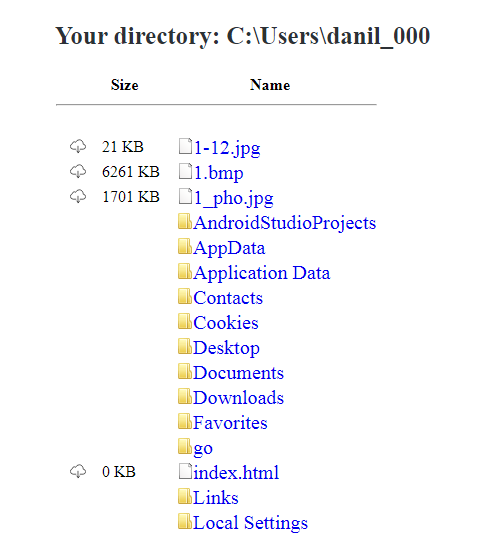 Your directory: C:\Users\danil_000
Size Name
21 KB 1-12.jpg
6261 KB 1.bmp
1701 KB 1_pho.jpg
AndroidStudioProjects
AppData
Application Data
Contacts
Cookies
Desktop
Documents
Downloads
Favorites
go
0 KB index.html
Links
Local Settings